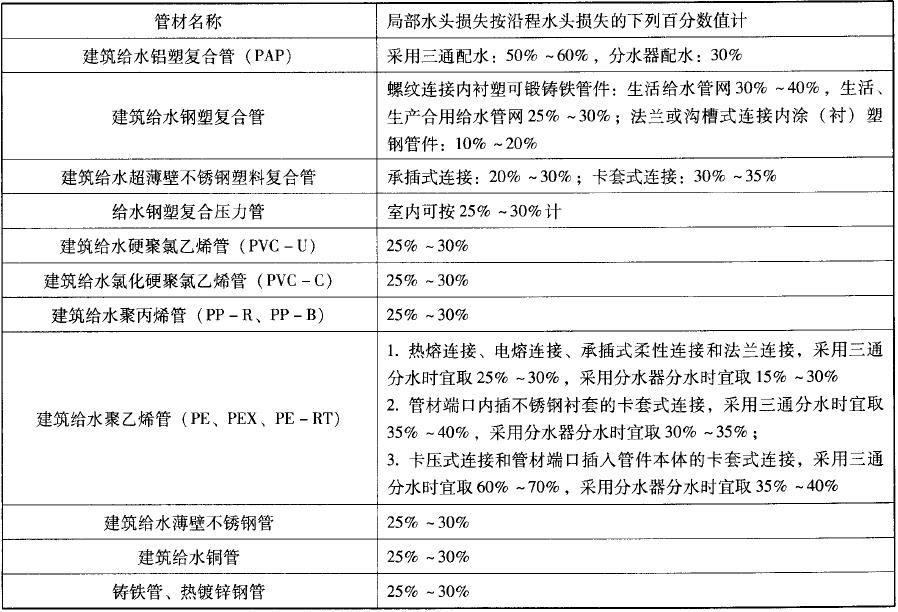 管材名称
局部水头损失按沿程水头损失的下列百分数值计
建筑给水铝塑复合管（PAP）
采用三通配水：50% ~60%，分水器配水：30%
建筑给水钢塑复合管
螺纹连接内衬塑可锻铸铁管件：生活给水管网30% ~40%，生活、
生产合用给水管网25% ~30%；法兰或沟槽式连接内涂（衬）塑
钢管件：10% ~20%
建筑给水超薄壁不锈钢塑料复合管
承插式连接：20% ~30%；卡套式连接：30% ~35%
给水钢塑复合压力管
室内可按25% ~30%计
建筑给水硬聚氯乙烯管（PVC－U）
25% ~30%
建筑给水氯化硬聚氯乙烯管（PVC－C）
25% ~30%
建筑给水聚丙烯管（PP－R、PP－B）
25% ~30%
建筑给水聚乙烯管（PE、PEX、PE－RT）
1. 热熔连接、电熔连接、承插式柔性连接和法兰连接，采用三通
分水时宜取25% ~30%，采用分水器分水时宜取15% ~30%
2. 管材端口内插不锈钢衬套的卡套式连接，采用三通分水时宜取
35% ~40%，采用分水器分水时宜取30% ~35%；
3. 卡压式连接和管材端口插入管件本体的卡套式连接，采用三通
分水时宜取60% ~70%，采用分水器分水时宜取35% ~40%
建筑给水薄壁不锈钢管
25% ~30%
建筑给水铜管
25% ~30%
铸铁管、热镀锌钢管
25% ~30%